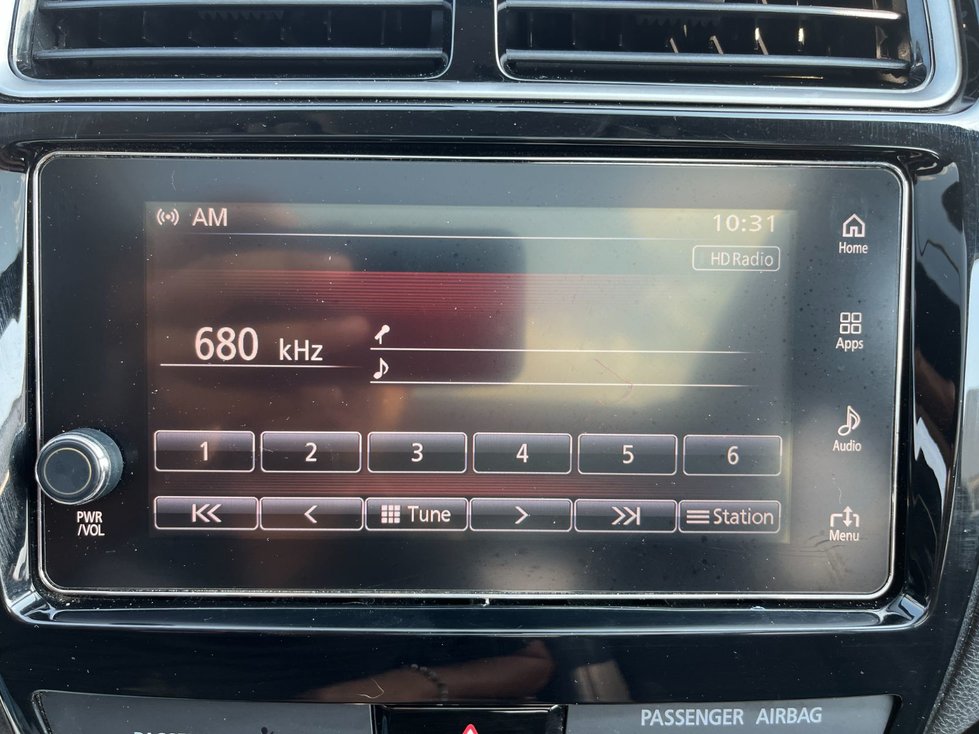 AM 10:31
HD Radio
Home
680 kHz
Apps
Audio
1 2 3 4 5 6
Tune Station
PWR
/VOL
Menu
PASSENGER AIRBAG